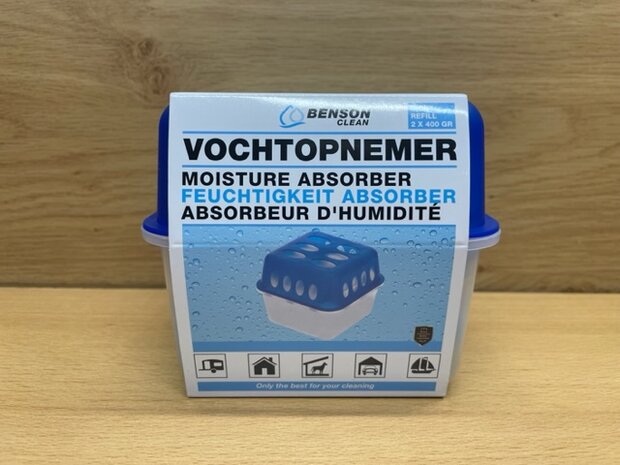 BENSON
CLEAN
REFILL
2 X 400 GR
VOCHTOPNEMER
MOISTURE ABSORBER
FEUCHTIGKEIT ABSORBER
ABSORBEUR D'HUMIDITÉ
Only the best for your cleaning